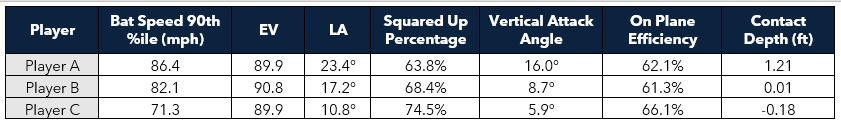 Player Bat Speed 90th %ile (mph) EV LA Squared Up Percentage Vertical Attack Angle On Plane Efficiency Contact Depth (ft)
Player A 86.4 89.9 23.4° 63.8% 16.0° 62.1% 1.21
Player B 82.1 90.8 17.2° 68.4% 8.7° 61.3% 0.01
Player C 71.3 89.9 10.8° 74.5% 5.9° 66.1% -0.18